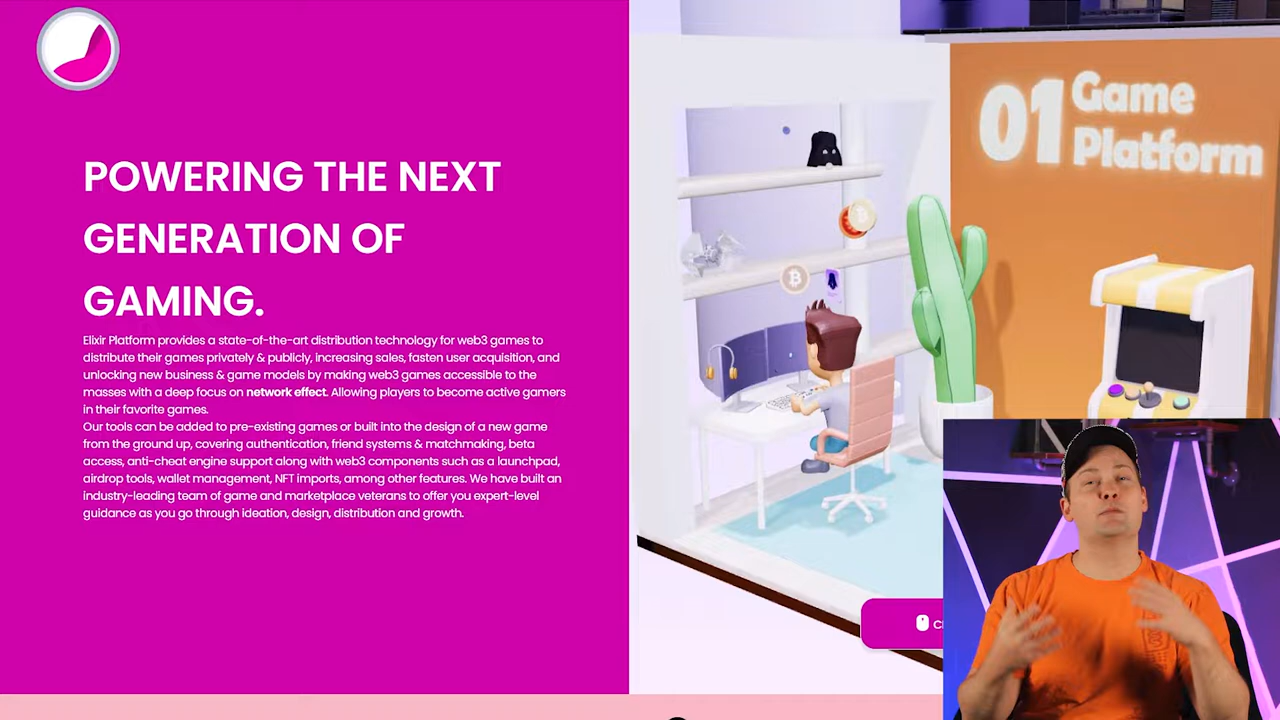 POWERING THE NEXT
GENERATION OF
GAMING.
Elixir Platform provides a state-of-the-art distribution technology for web3 games to
distribute their games privately & publicly, increasing sales, fasten user acquisition, and
unlocking new business & game models by making web3 games accessible to the
masses with a deep focus on network effect. Allowing players to become active gamers
in their favorite games.
Our tools can be added to pre-existing games or built into the design of a new game
from the ground up, covering authentication, friend systems & matchmaking, beta
access, anti-cheat engine support along with web3 components such as a launchpad,
airdrop tools, wallet management, NFT imports, among other features. We have built an
industry-leading team of game and marketplace veterans to offer you expert-level
guidance as you go through ideation, design, distribution and growth.
01 Game
Platform